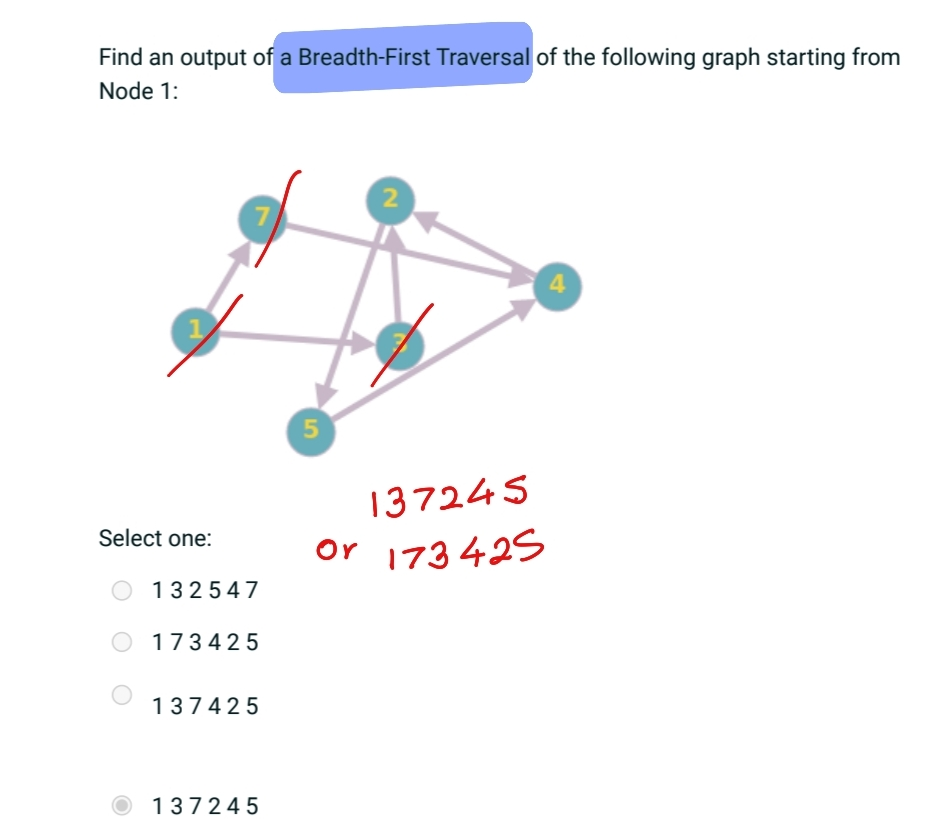 Find an output of a Breadth-First Traversal of the following graph starting from
Node 1:
2
7
4
1
3
5
137245
Select one:
or 173425
1 3 2 5 4 7
1 7 3 4 2 5
1 3 7 4 2 5
1 3 7 2 4 5